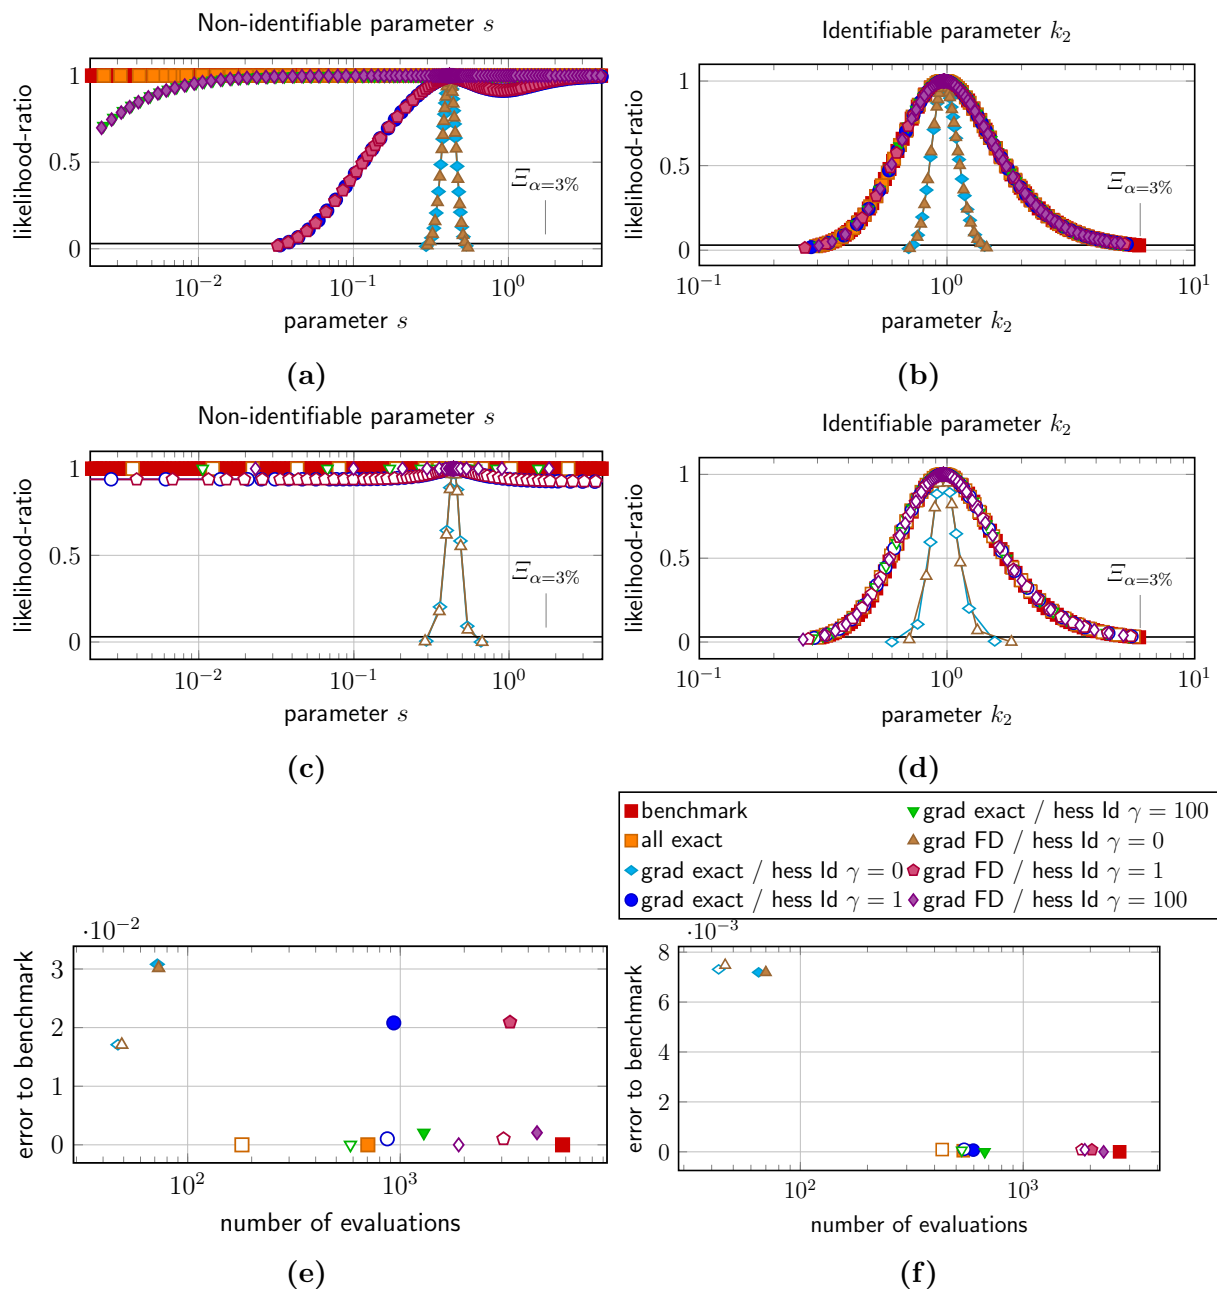 Non-identifiable parameter s
Identifiable parameter k₂
likelihood-ratio
1
0.5
0
Ξα=3%
10⁻²
10⁻¹
10⁰
parameter s
(a)
likelihood-ratio
1
0.5
0
Ξα=3%
10⁻¹
10⁰
10¹
parameter k₂
(b)
Non-identifiable parameter s
Identifiable parameter k₂
likelihood-ratio
1
0.5
0
Ξα=3%
10⁻²
10⁻¹
10⁰
parameter s
(c)
likelihood-ratio
1
0.5
0
Ξα=3%
10⁻¹
10⁰
10¹
parameter k₂
(d)
benchmark
all exact
grad exact / hess Id γ = 0
grad exact / hess Id γ = 1
grad exact / hess Id γ = 100
grad FD / hess Id γ = 0
grad FD / hess Id γ = 1
grad FD / hess Id γ = 100
·10⁻²
error to benchmark
3
2
1
0
10²
10³
number of evaluations
(e)
·10⁻³
error to benchmark
8
6
4
2
0
10²
10³
number of evaluations
(f)